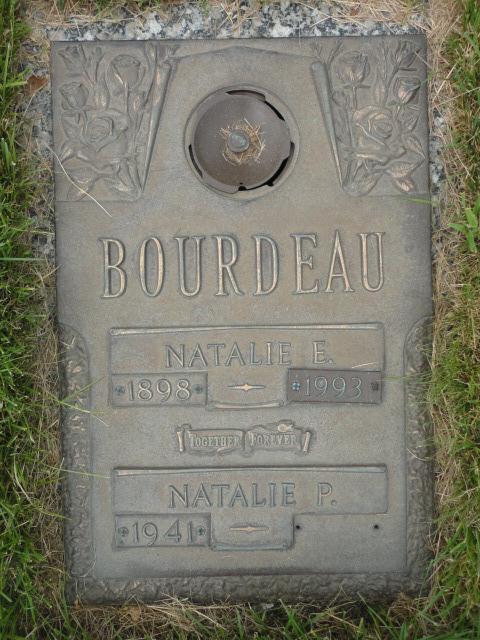 BOURDEAU
NATALIE E.
1898 1993
TOGETHER FOREVER
NATALIE P.
1941